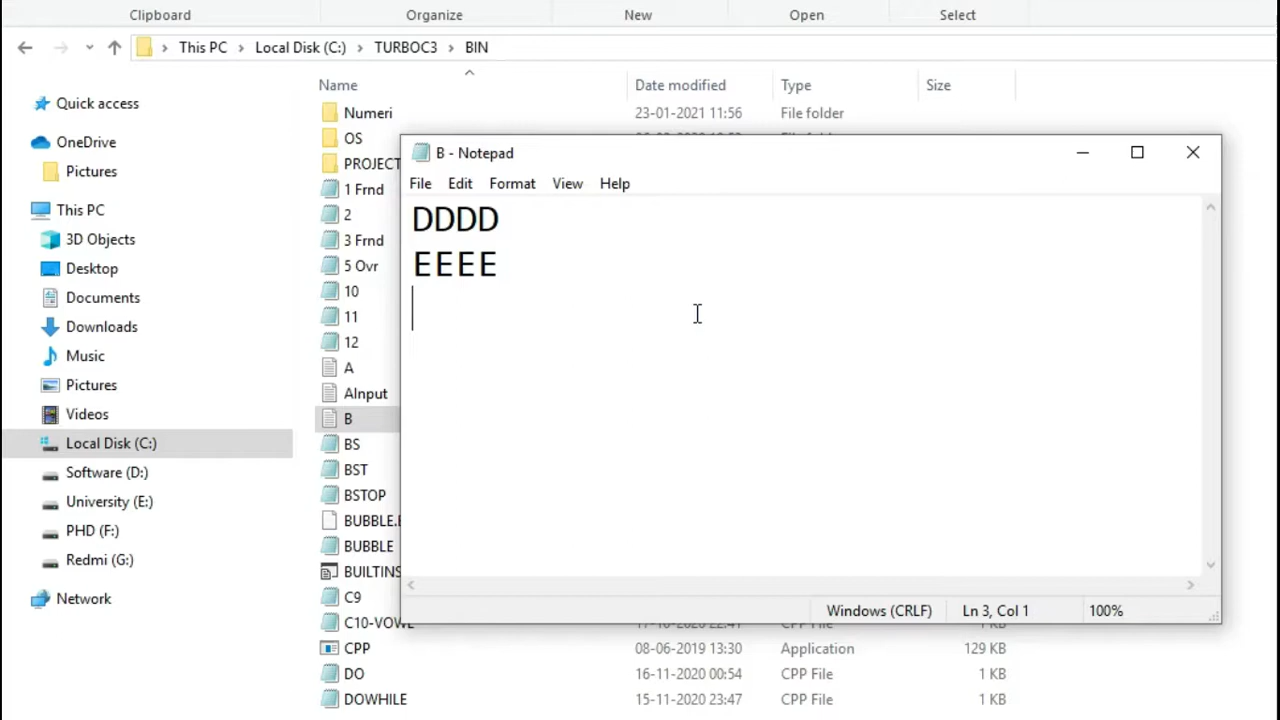 Clipboard Organize New Open Select
This PC Local Disk (C:) TURBOC3 BIN
Name Date modified Type Size
Quick access
OneDrive
Pictures
This PC
3D Objects
Desktop
Documents
Downloads
Music
Pictures
Videos
Local Disk (C:)
Software (D:)
University (E:)
PHD (F:)
Redmi (G:)
Network
Numeri 23-01-2021 11:56 File folder
OS
PROJECT
1 Frnd
2
3 Frnd
5 Ovr
10
11
12
A
AInput
B
BS
BST
BSTOP
BUBBLE.
BUBBLE
BUILTINS
C9
C10-VOWE
CPP 08-06-2019 13:30 Application 129 KB
DO 16-11-2020 00:54 CPP File 1 KB
DOWHILE 15-11-2020 23:47 CPP File 1 KB
B - Notepad
File Edit Format View Help
DDDD
EEEE
Windows (CRLF) Ln 3, Col 1 100%